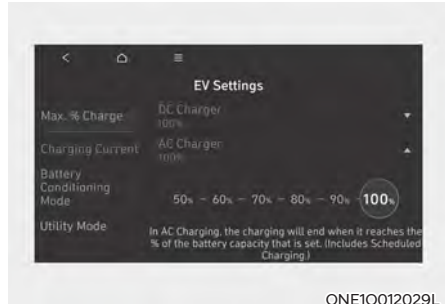 EV Settings
Max. % Charge
DC Charger
100%
Charging Current
AC Charger
100%
Battery
Conditioning
Mode
50% - 60% - 70% - 80% - 90% - 100%
Utility Mode
In AC Charging, the charging will end when it reaches the
% of the battery capacity that is set. (Includes Scheduled
Charging.)
ONE1O012029L